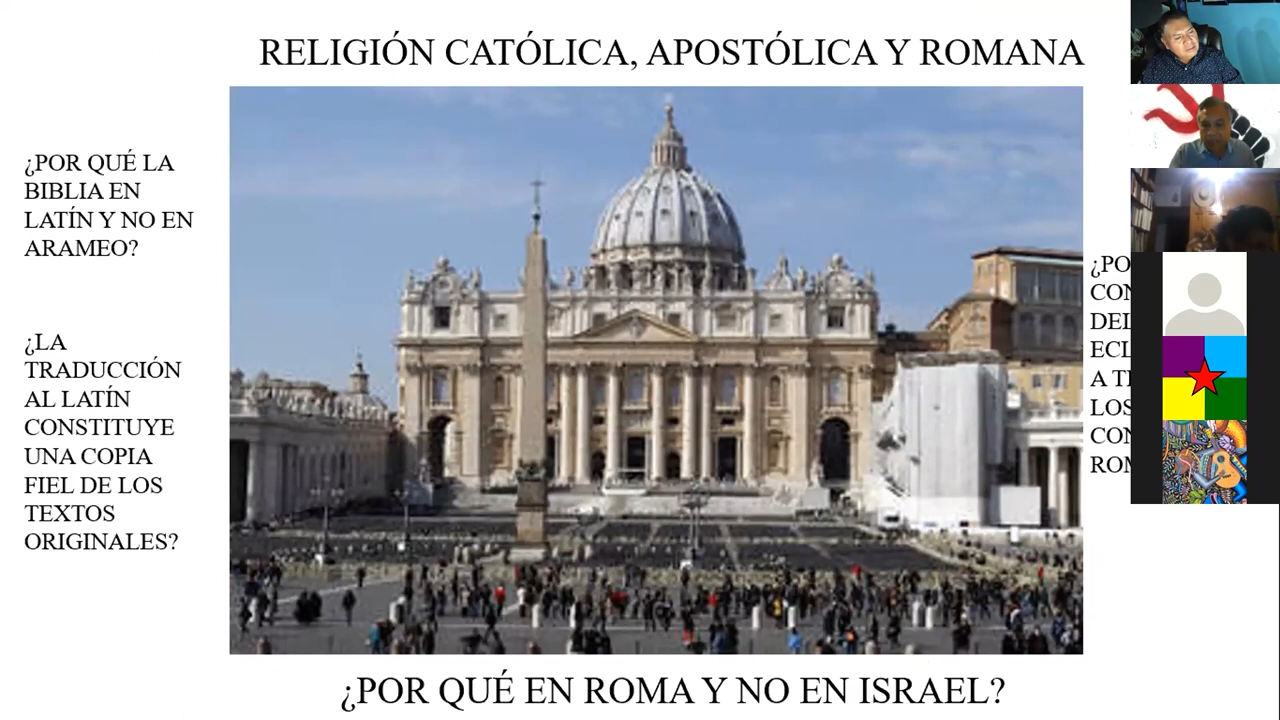 RELIGIÓN CATÓLICA, APOSTÓLICA Y ROMANA
¿POR QUÉ LA
BIBLIA EN
LATÍN Y NO EN
ARAMEO?
¿LA
TRADUCCIÓN
AL LATÍN
CONSTITUYE
UNA COPIA
FIEL DE LOS
TEXTOS
ORIGINALES?
A
LOS
¿POR QUÉ EN ROMA Y NO EN ISRAEL?